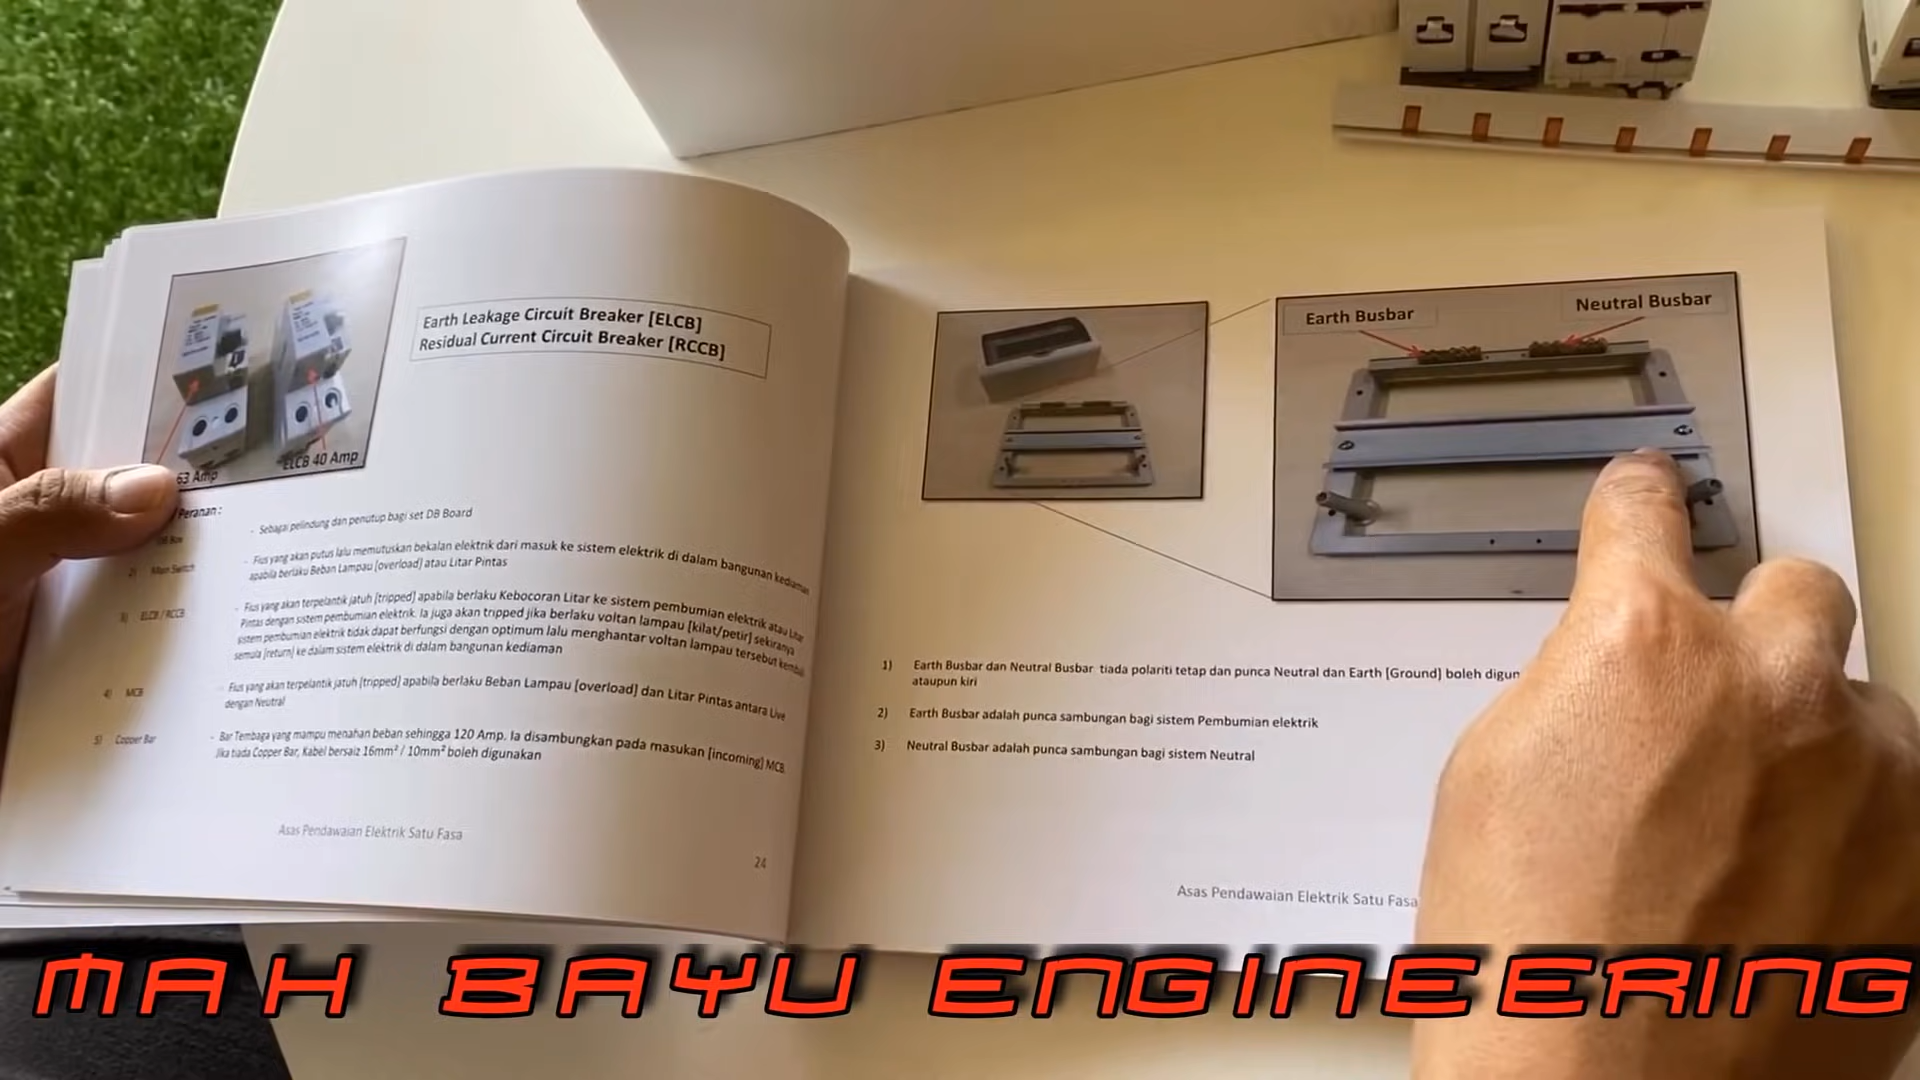 Earth Leakage Circuit Breaker [ELCB]
Residual Current Circuit Breaker [RCCB]
63 Amp
ELCB 40 Amp
Peranan :
Box
- Sebagai pelindung dan penutup bagi set DB Board
2) Main Switch
- Fius yang akan putus lalu memutuskan bekalan elektrik dari masuk ke sistem elektrik di dalam bangunan kediaman
apabila berlaku Beban Lampau [overload] atau Litar Pintas
3) ELCB / RCCB
- Fius yang akan terpelantik jatuh [tripped] apabila berlaku Kebocoran Litar ke sistem pembumian elektrik atau Litar
Pintas dengan sistem pembumian elektrik. Ia juga akan tripped jika berlaku voltan lampau [kilat/petir] sekiranya
sistem pembumian elektrik tidak dapat berfungsi dengan optimum lalu menghantar voltan lampau tersebut kembali
semula [return] ke dalam sistem elektrik di dalam bangunan kediaman
4) MCB
- Fius yang akan terpelantik jatuh [tripped] apabila berlaku Beban Lampau [overload] dan Litar Pintas antara Live
dengan Neutral
5) Copper Bar
- Bar Tembaga yang mampu menahan beban sehingga 120 Amp. Ia disambungkan pada masukan [incoming] MCB.
Jika tiada Copper Bar, Kabel bersaiz 16mm² / 10mm² boleh digunakan
Asas Pendawaian Elektrik Satu Fasa
24
Earth Busbar
Neutral Busbar
1) Earth Busbar dan Neutral Busbar tiada polariti tetap dan punca Neutral dan Earth [Ground] boleh digun
ataupun kiri
2) Earth Busbar adalah punca sambungan bagi sistem Pembumian elektrik
3) Neutral Busbar adalah punca sambungan bagi sistem Neutral
Asas Pendawaian Elektrik Satu Fasa
MAH BAYU ENGINEERING